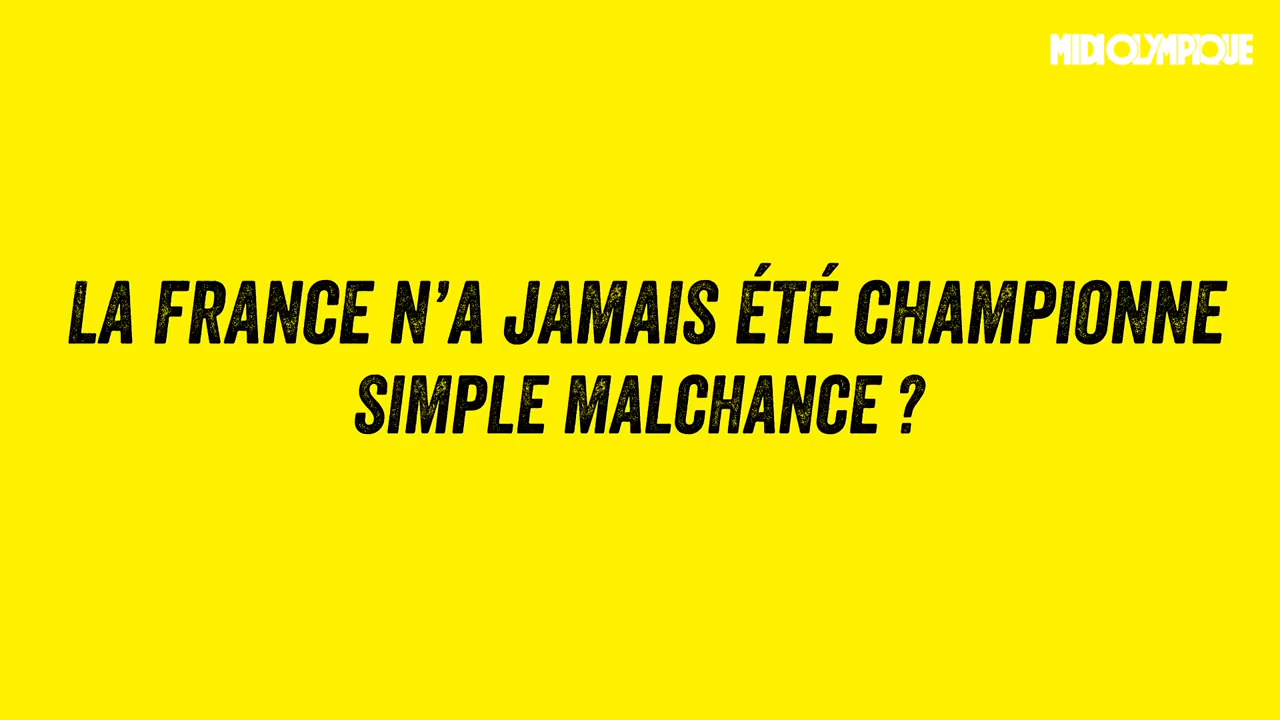 MIDI OLYMPIQUE
LA FRANCE N'A JAMAIS ÉTÉ CHAMPIONNE
SIMPLE MALCHANCE ?